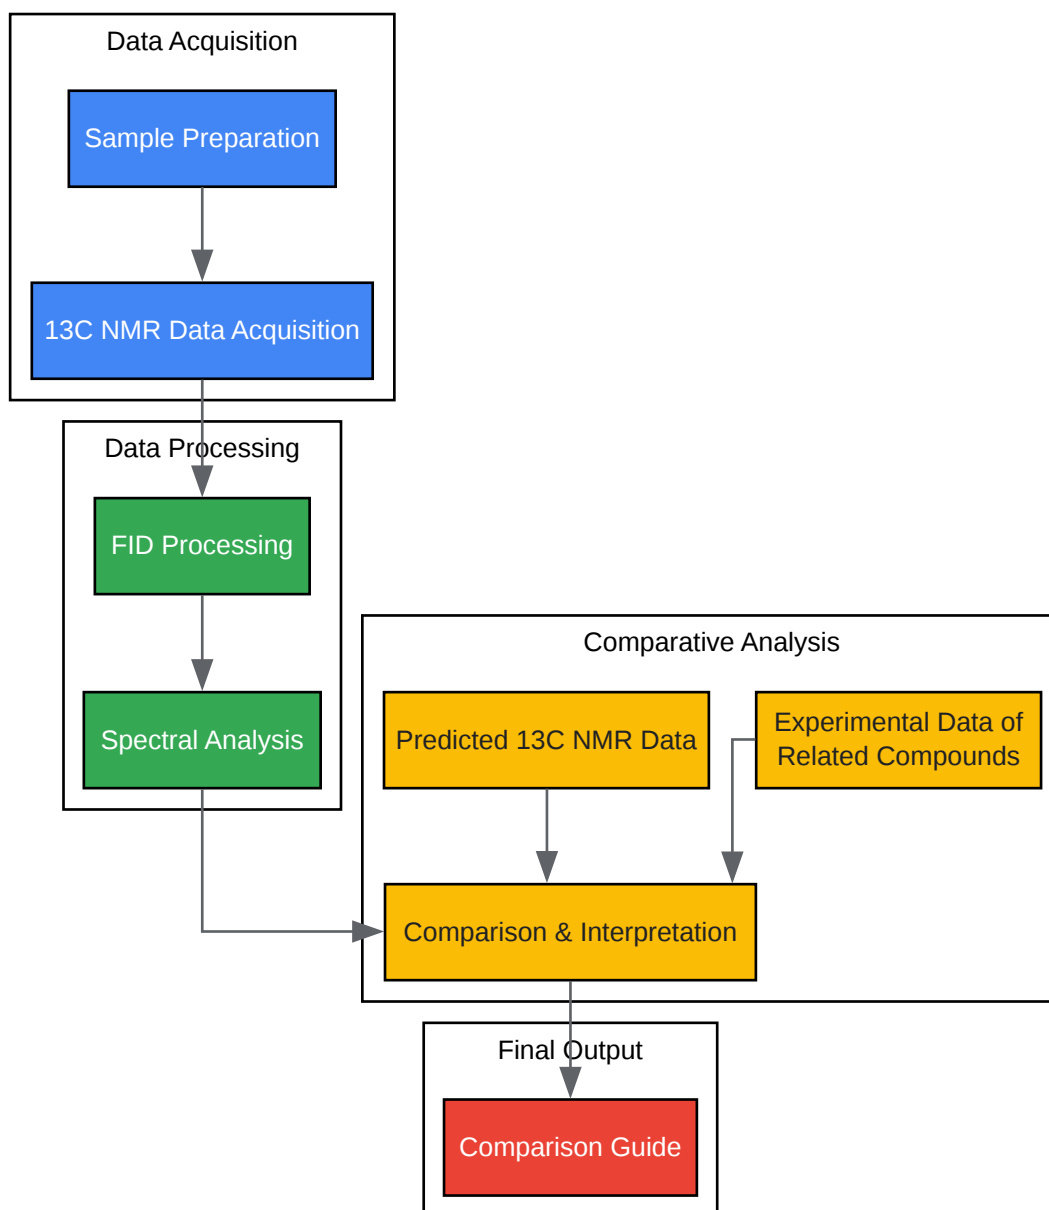 Data Acquisition
Sample Preparation
13C NMR Data Acquisition
Data Processing
FID Processing
Spectral Analysis
Comparative Analysis
Predicted 13C NMR Data
Experimental Data of
Related Compounds
Comparison & Interpretation
Final Output
Comparison Guide